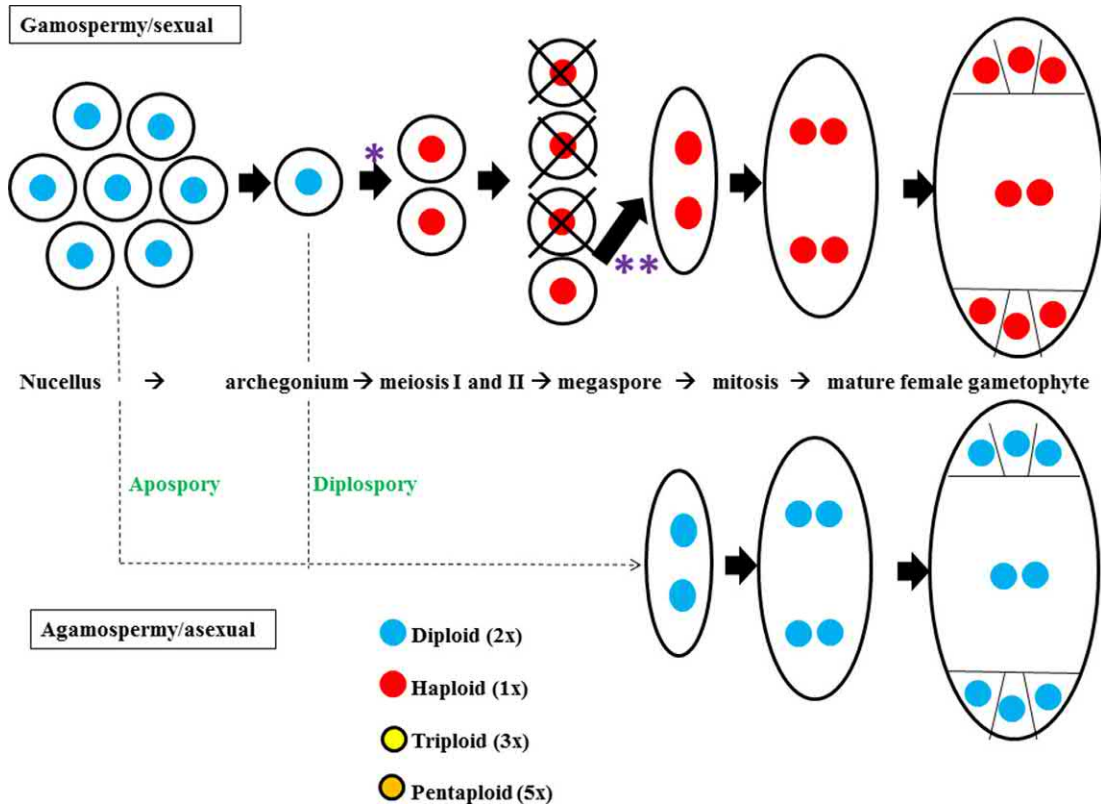 Gamospermy/sexual
*
**
Nucellus → archegonium → meiosis I and II → megaspore → mitosis → mature female gametophyte
Apospory
Diplospory
Agamospermy/asexual
Diploid (2x)
Haploid (1x)
Triploid (3x)
Pentaploid (5x)